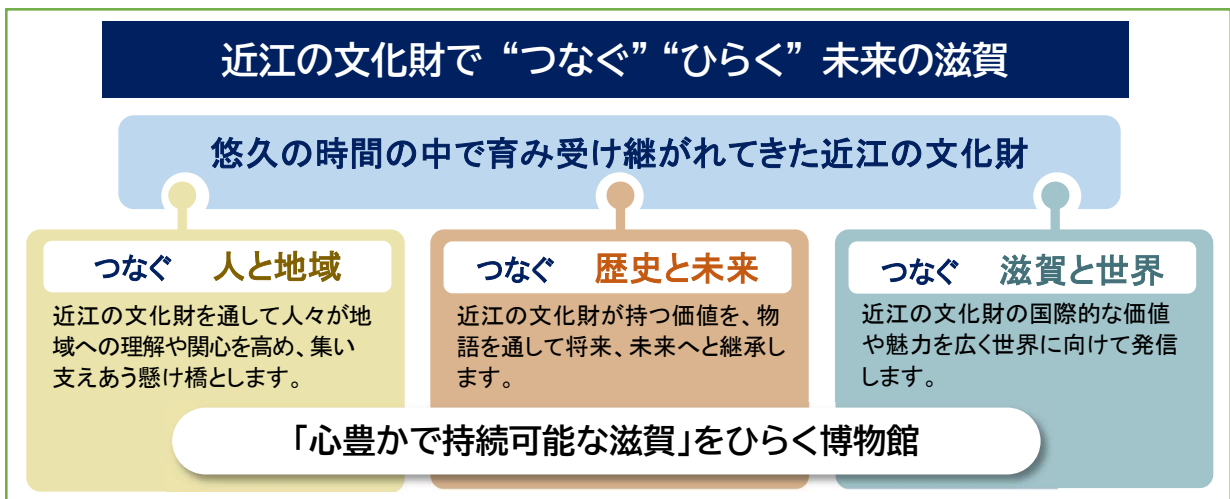 近江の文化財で “つなぐ” “ひらく” 未来の滋賀
悠久の時間の中で育み受け継がれてきた近江の文化財
つなぐ 人と地域
近江の文化財を通して人々が地
域への理解や関心を高め、集い
支えあう懸け橋とします。
つなぐ 歴史と未来
近江の文化財が持つ価値を、物
語を通して将来、未来へと継承し
ます。
つなぐ 滋賀と世界
近江の文化財の国際的な価値
や魅力を広く世界に向けて発信
します。
「心豊かで持続可能な滋賀」をひらく博物館